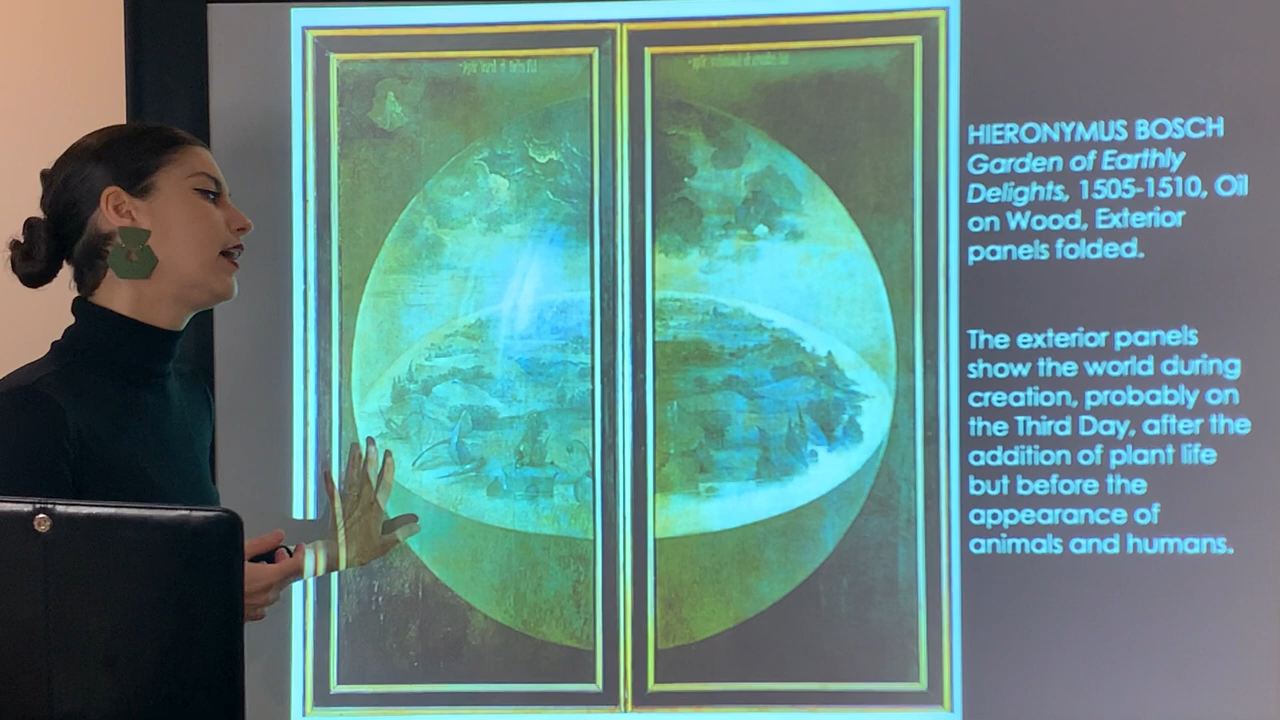 HIERONYMUS BOSCH
Garden of Earthly
Delights, 1505-1510, Oil
on Wood, Exterior
panels folded.
The exterior panels
show the world during
creation, probably on
the Third Day, after the
addition of plant life
but before the
appearance of
animals and humans.